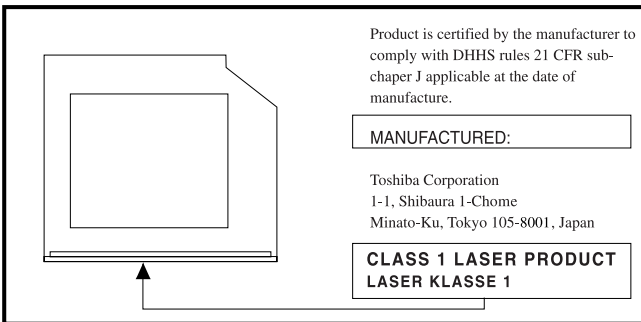 Product is certified by the manufacturer to
comply with DHHS rules 21 CFR sub-
chaper J applicable at the date of
manufacture.
MANUFACTURED:
Toshiba Corporation
1-1, Shibaura 1-Chome
Minato-Ku, Tokyo 105-8001, Japan
CLASS 1 LASER PRODUCT
LASER KLASSE 1